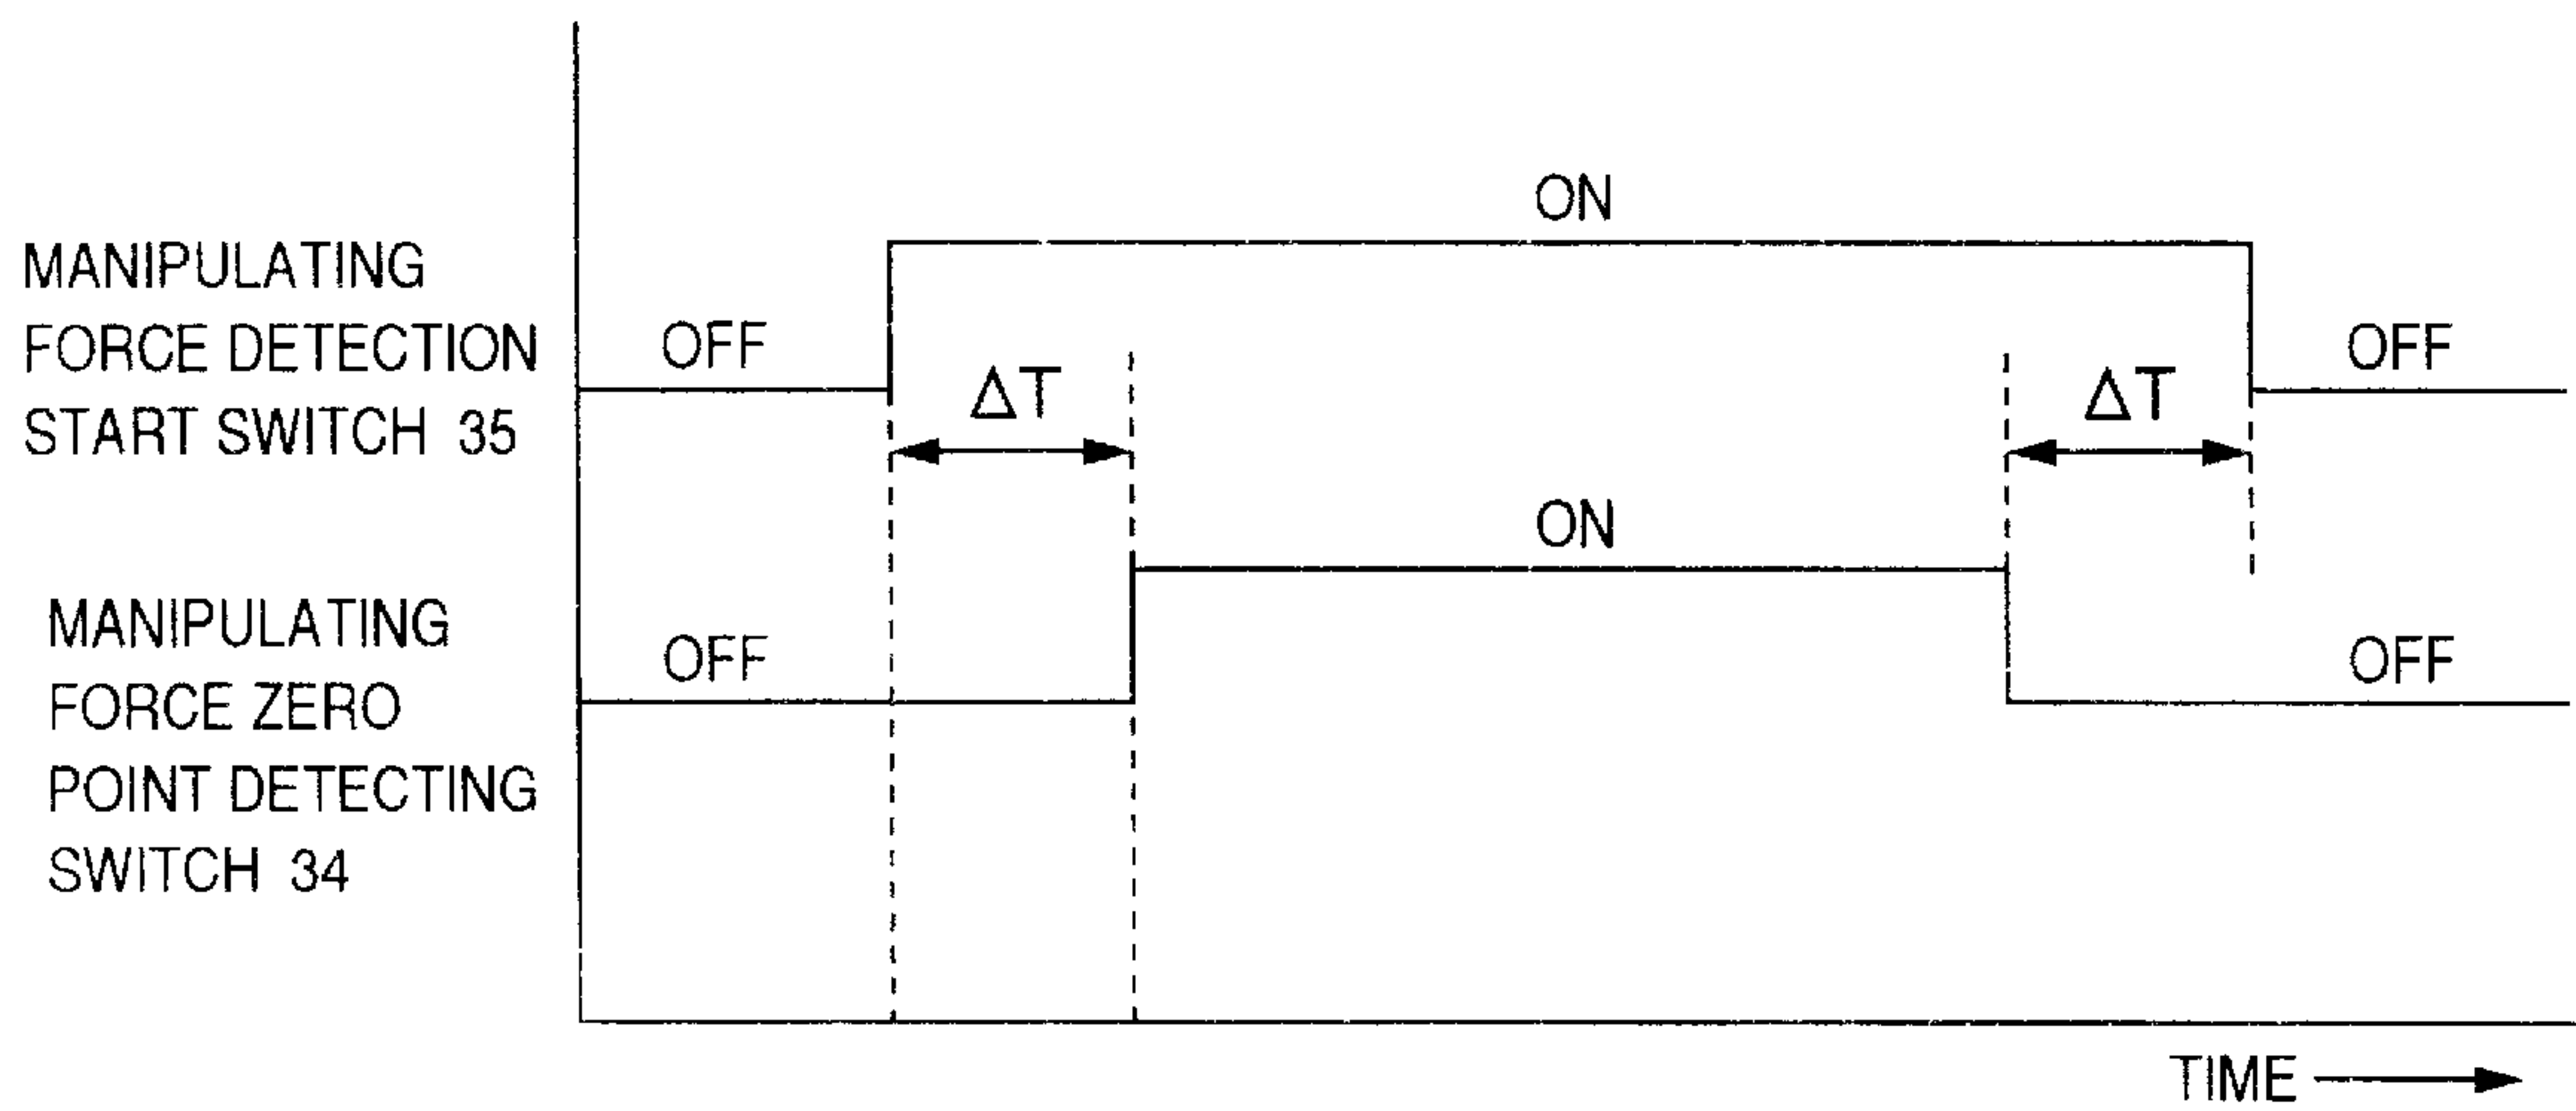 ON
MANIPULATING
FORCE DETECTION
START SWITCH 35
OFF
ΔT
ΔT
OFF
ON
MANIPULATING
FORCE ZERO
POINT DETECTING
SWITCH 34
OFF
OFF
TIME